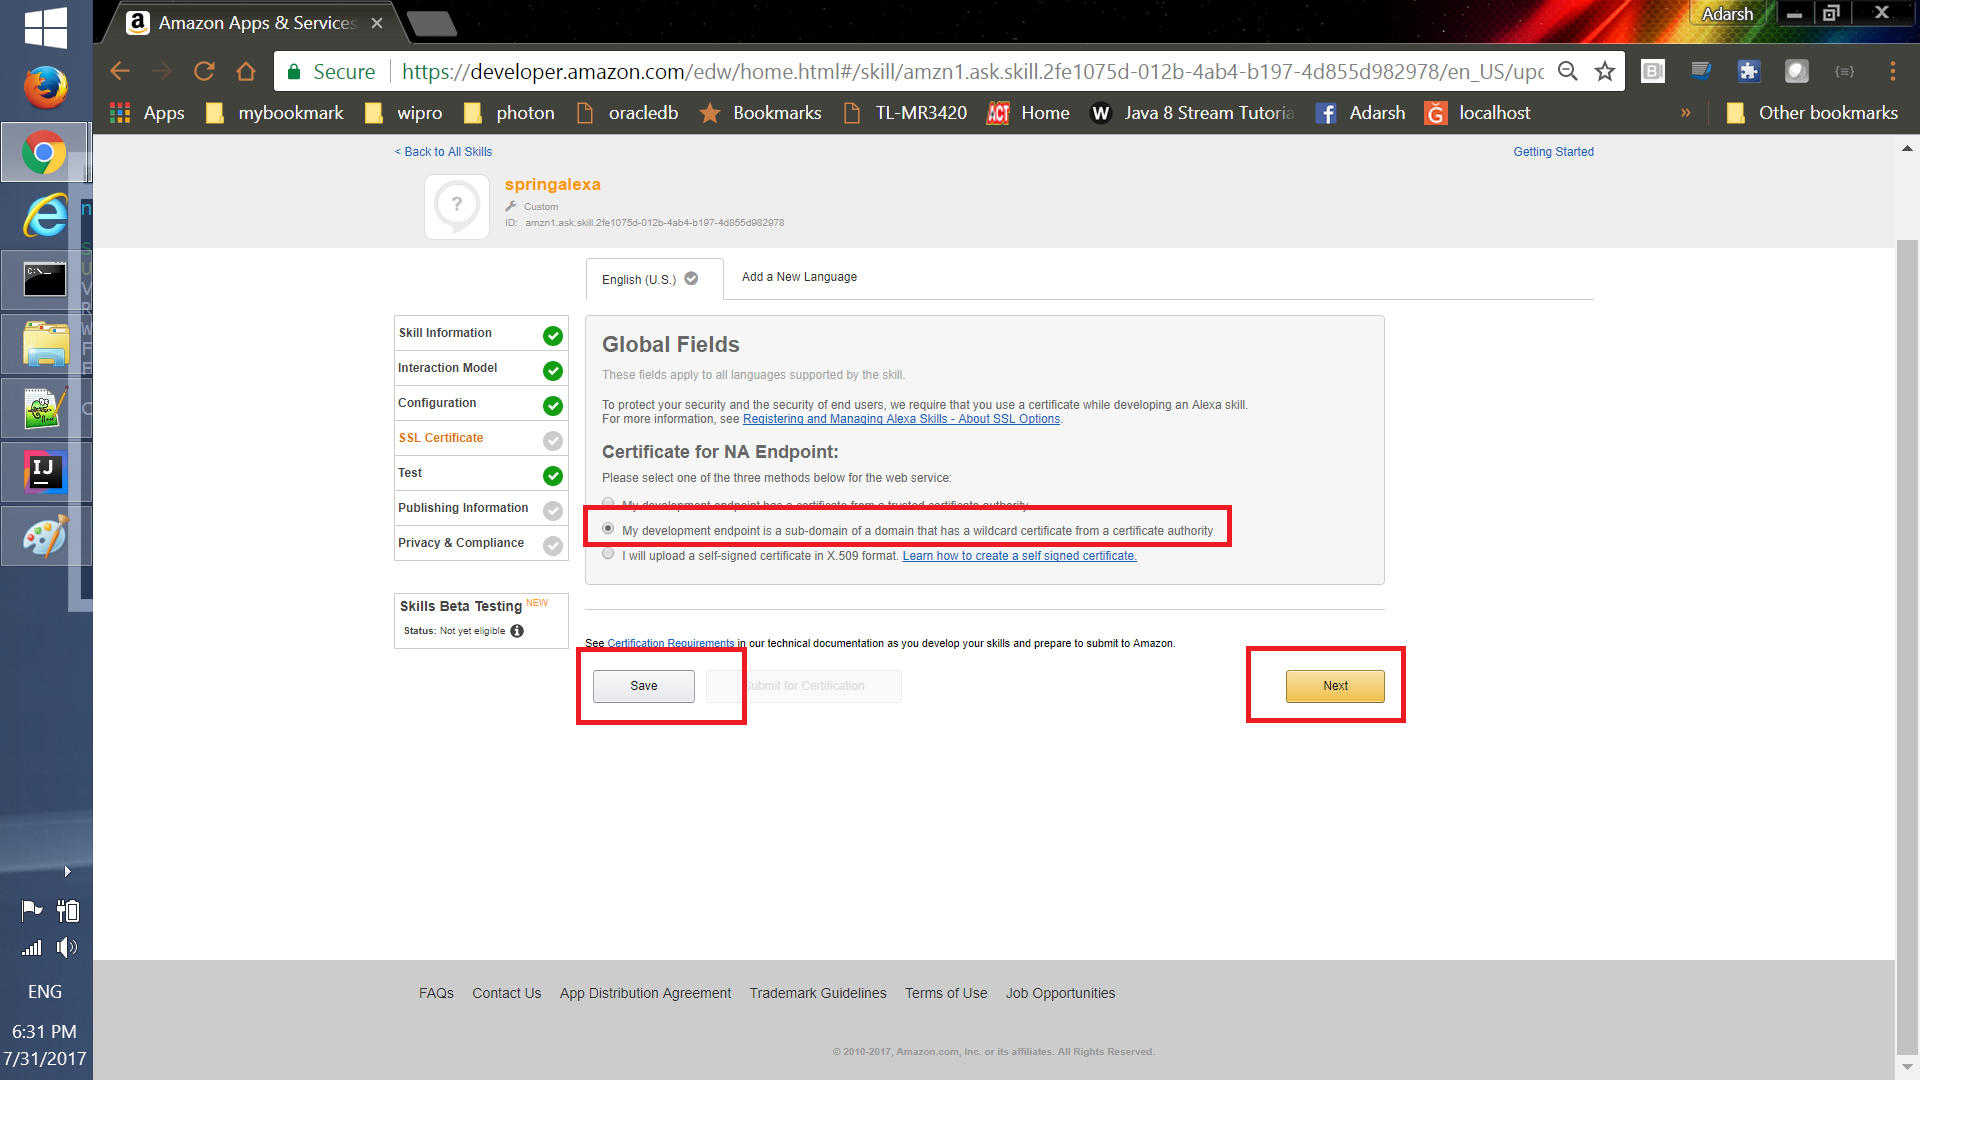 Amazon Apps & Services
Adarsh
Secure
https://developer.amazon.com/edw/home.html#/skill/amzn1.ask.skill.2fe1075d-012b-4ab4-b197-4d855d982978/en_US/upd
Apps mybookmark wipro photon oracledb Bookmarks TL-MR3420 ACT Home W Java 8 Stream Tutoria Adarsh localhost » Other bookmarks
< Back to All Skills
Getting Started
springalexa
Custom
ID: amzn1.ask.skill.2fe1075d-012b-4ab4-b197-4d855d982978
English (U.S.)
Add a New Language
Skill Information
Interaction Model
Configuration
SSL Certificate
Test
Publishing Information
Privacy & Compliance
Skills Beta Testing NEW
Status: Not yet eligible
Global Fields
These fields apply to all languages supported by the skill.
To protect your security and the security of end users, we require that you use a certificate while developing an Alexa skill.
For more information, see Registering and Managing Alexa Skills - About SSL Options.
Certificate for NA Endpoint:
Please select one of the three methods below for the web service:
My development endpoint has a certificate from a trusted certificate authority
My development endpoint is a sub-domain of a domain that has a wildcard certificate from a certificate authority
I will upload a self-signed certificate in X.509 format. Learn how to create a self signed certificate.
See Certification Requirements in our technical documentation as you develop your skills and prepare to submit to Amazon.
Save
Submit for Certification
Next
FAQs Contact Us App Distribution Agreement Trademark Guidelines Terms of Use Job Opportunities
© 2010-2017, Amazon.com, Inc. or its affiliates. All Rights Reserved.
ENG
6:31 PM
7/31/2017